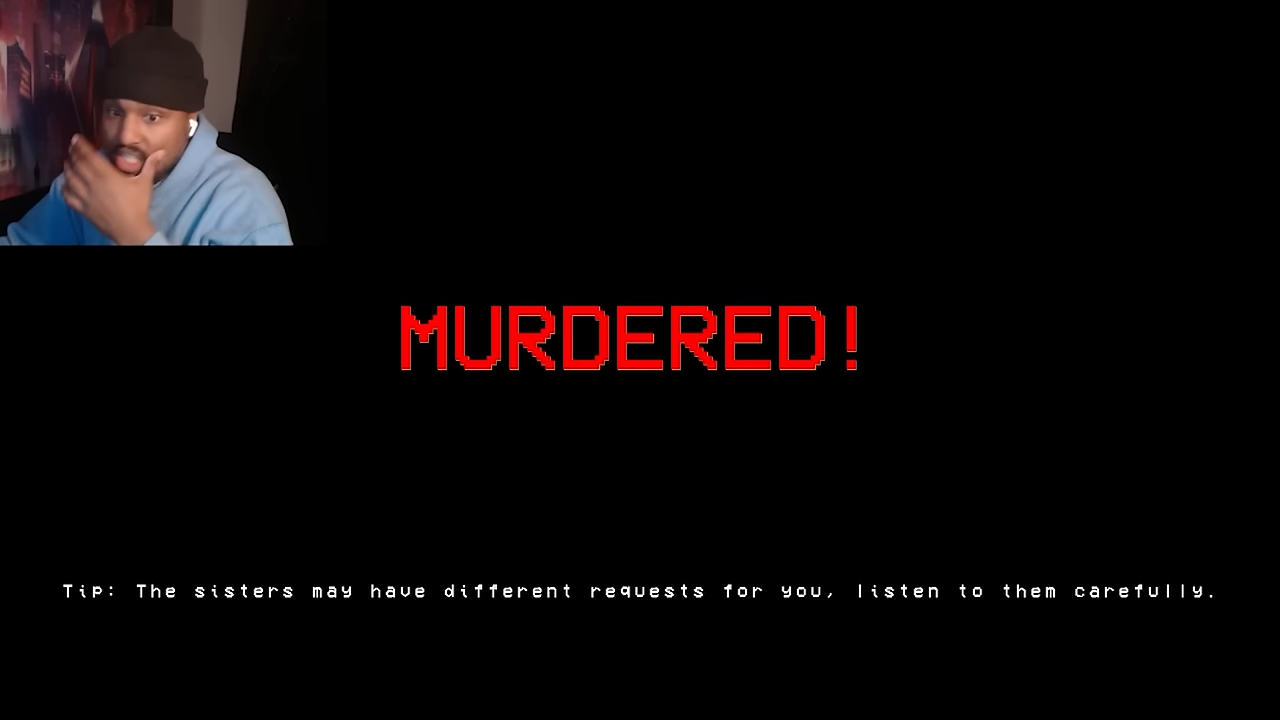 MURDERED!
Tip: The sisters may have different requests for you, listen to them carefully.